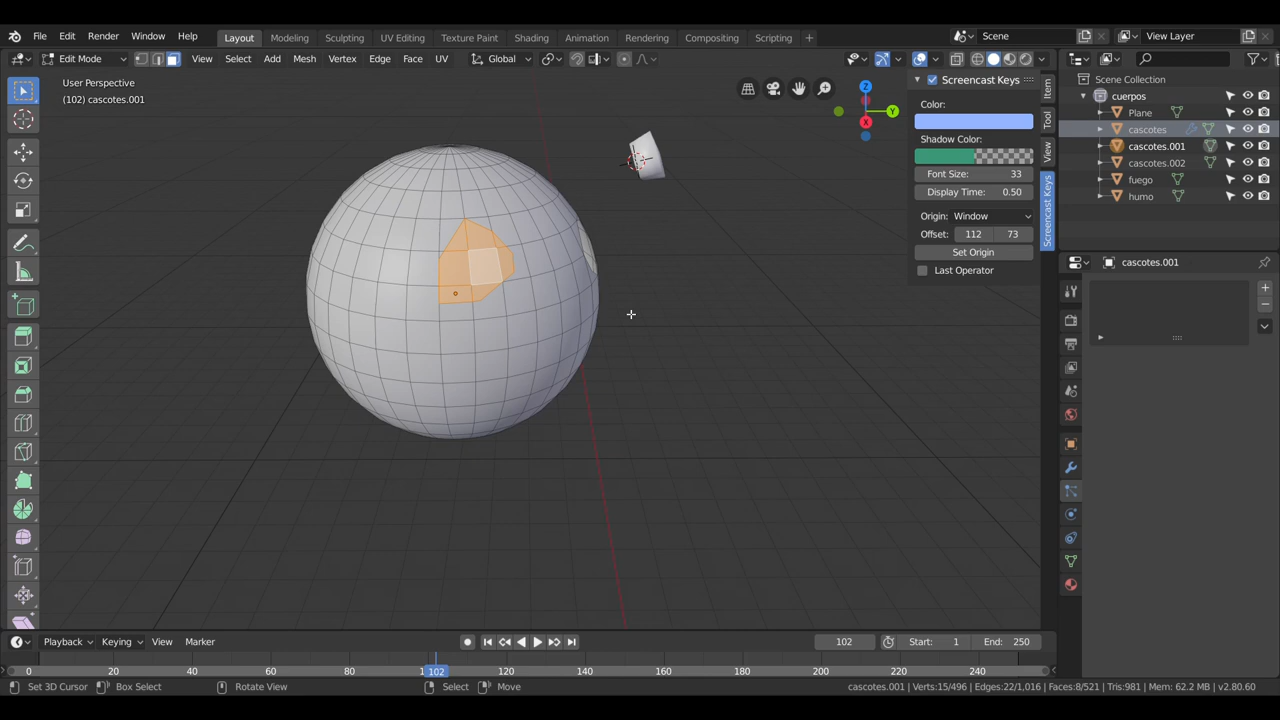 File Edit Render Window Help Layout Modeling Sculpting UV Editing Texture Paint Shading Animation Rendering Compositing Scripting + Scene View Layer
Edit Mode View Select Add Mesh Vertex Edge Face UV Global
User Perspective
(102) cascotes.001
Z
Y
X
Screencast Keys
Color:
Shadow Color:
Font Size: 33
Display Time: 0.50
Origin: Window
Offset: 112 73
Set Origin
Last Operator
Item
Tool
View
Screencast Keys
Scene Collection
cuerpos
Plane
cascotes
cascotes.001
cascotes.002
fuego
humo
cascotes.001
Playback Keying View Marker 102 Start: 1 End: 250
0 20 40 60 80 1 102 120 140 160 180 200 220 240
Set 3D Cursor Box Select Rotate View Select Move cascotes.001 | Verts:15/496 | Edges:22/1,016 | Faces:8/521 | Tris:981 | Mem: 62.2 MB | v2.80.60